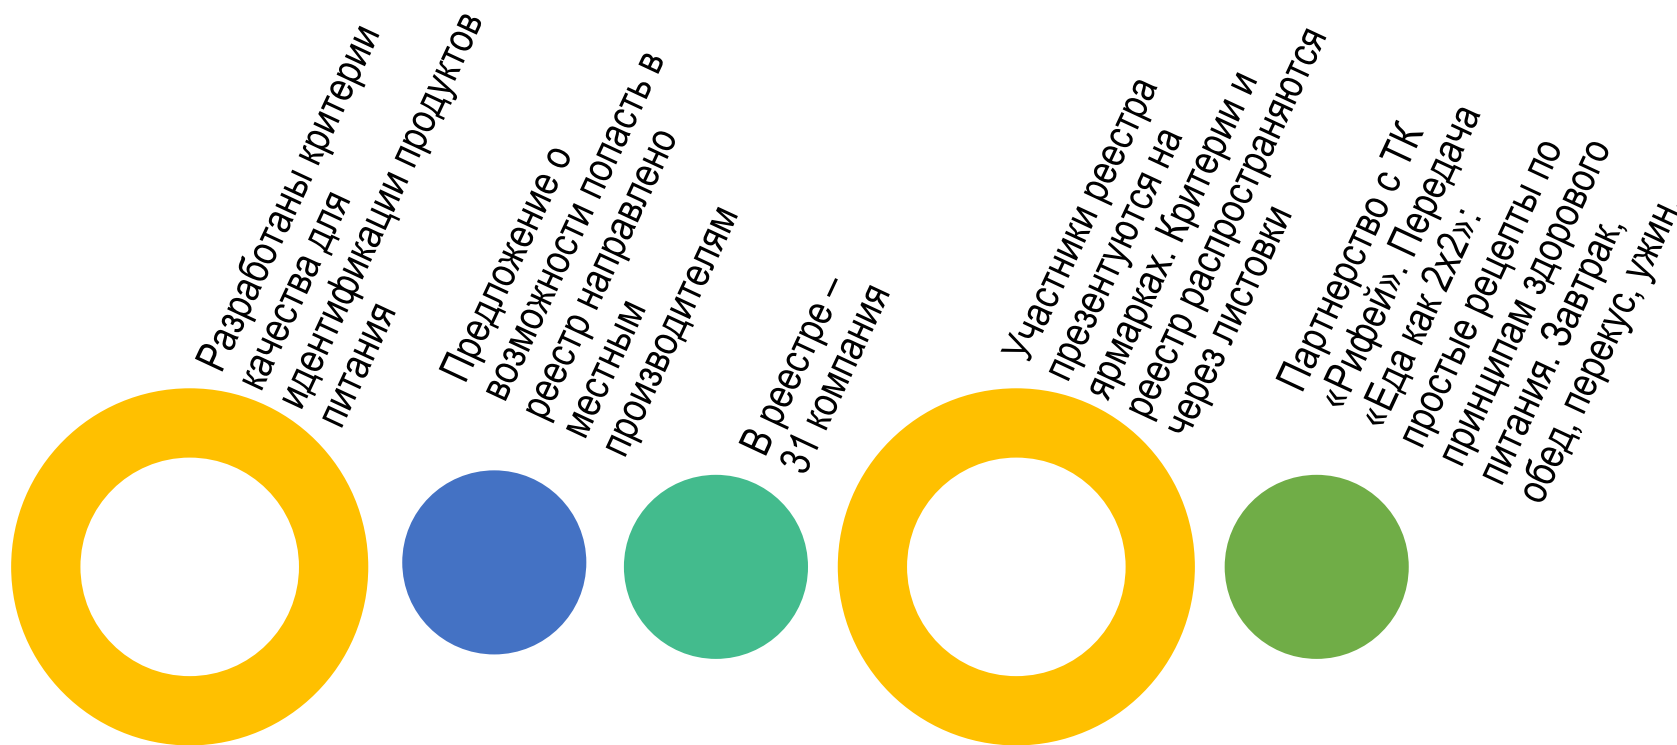 Разработаны критерии
качества для
идентификации продуктов
питания
Предложение о
возможности попасть в
реестр направлено
местным
производителям
В реестре –
31 компания
Участники реестра
презентуются на
ярмарках. Критерии и
реестр распространяются
через листовки
Партнерство с ТК
«Рифей». Передача
«Еда как 2х2»:
простые рецепты по
принципам здорового
питания. Завтрак,
обед, перекус, ужин.